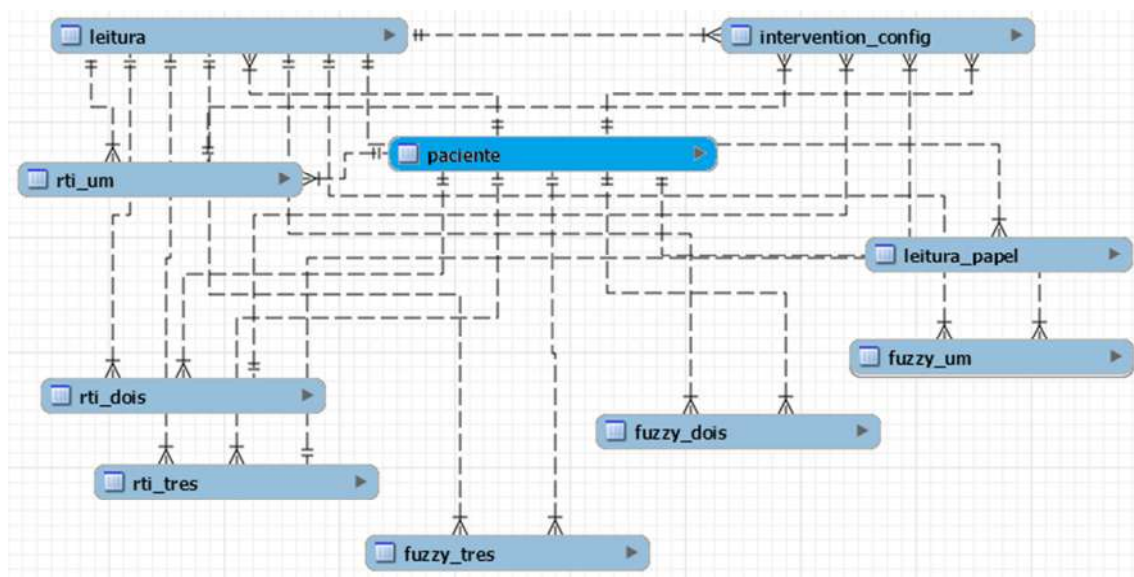 leitura
intervention_config
paciente
rti_um
leitura_papel
fuzzy_um
rti_dois
fuzzy_dois
rti_tres
fuzzy_tres